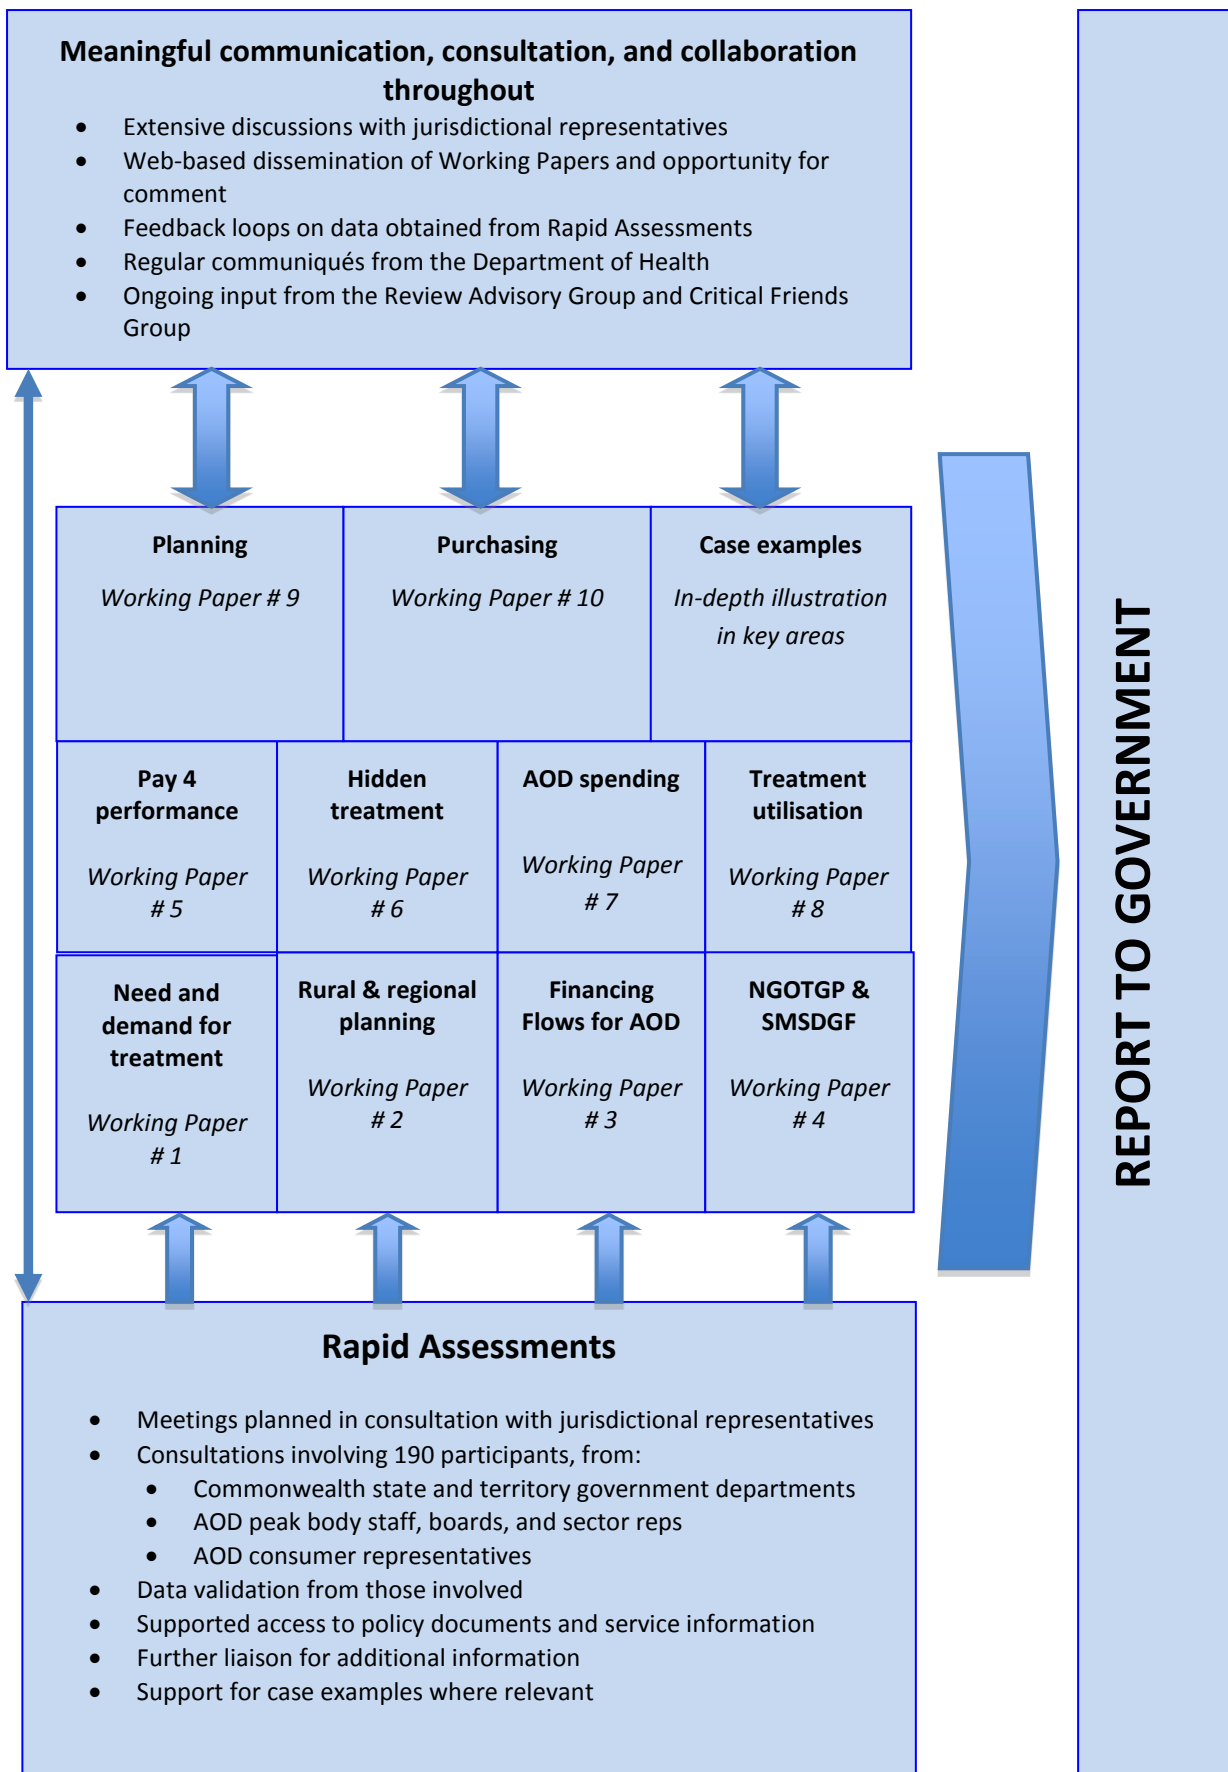 Meaningful communication, consultation, and collaboration
throughout
• Extensive discussions with jurisdictional representatives
• Web-based dissemination of Working Papers and opportunity for
comment
• Feedback loops on data obtained from Rapid Assessments
• Regular communiqués from the Department of Health
• Ongoing input from the Review Advisory Group and Critical Friends
Group
Planning
Working Paper # 9
Purchasing
Working Paper # 10
Case examples
In-depth illustration
in key areas
Pay 4
performance
Working Paper
# 5
Hidden
treatment
Working Paper
# 6
AOD spending
Working Paper
# 7
Treatment
utilisation
Working Paper
# 8
Need and
demand for
treatment
Working Paper
# 1
Rural & regional
planning
Working Paper
# 2
Financing
Flows for AOD
Working Paper
# 3
NGOTGP &
SMSDGF
Working Paper
# 4
Rapid Assessments
• Meetings planned in consultation with jurisdictional representatives
• Consultations involving 190 participants, from:
• Commonwealth state and territory government departments
• AOD peak body staff, boards, and sector reps
• AOD consumer representatives
• Data validation from those involved
• Supported access to policy documents and service information
• Further liaison for additional information
• Support for case examples where relevant
REPORT TO GOVERNMENT